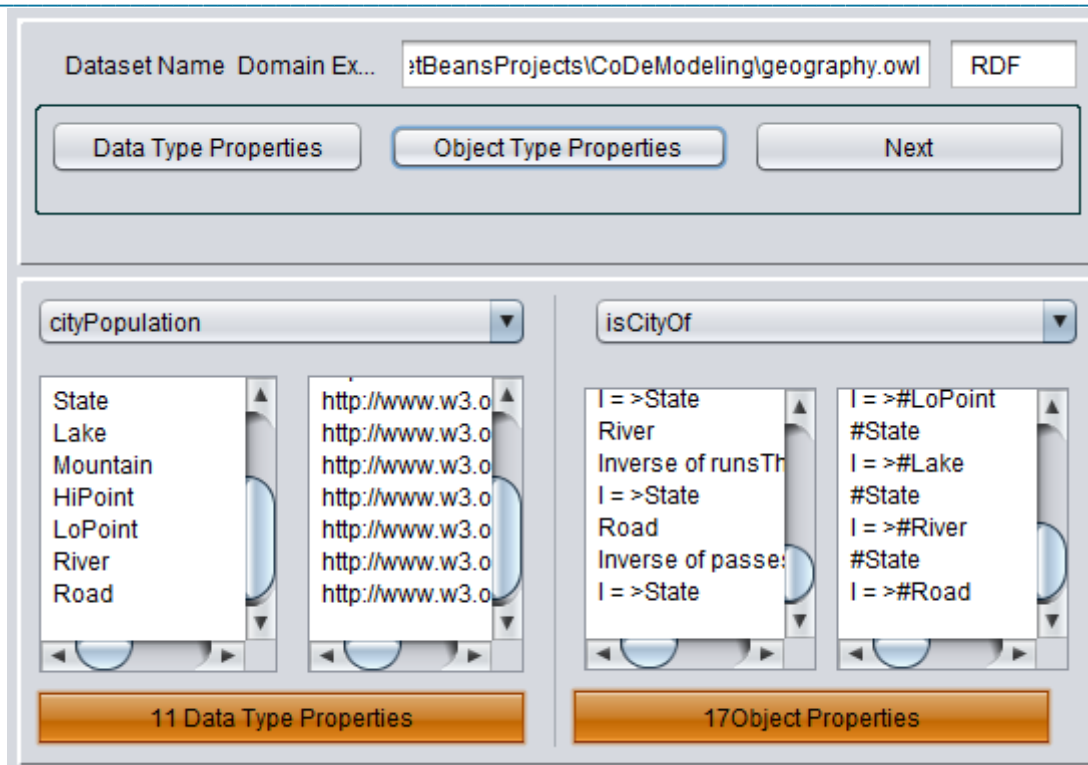 Dataset Name Domain Ex... etBeansProjects\CoDeModeling\geography.owl RDF
Data Type Properties Object Type Properties Next
cityPopulation isCityOf
State
Lake
Mountain
HiPoint
LoPoint
River
Road
http://www.w3.o
http://www.w3.o
http://www.w3.o
http://www.w3.o
http://www.w3.o
http://www.w3.o
http://www.w3.o
I = >State
River
Inverse of runsTh
I = >State
Road
Inverse of passes
I = >State
I = >#LoPoint
#State
I = >#Lake
#State
I = >#River
#State
I = >#Road
11 Data Type Properties 17Object Properties